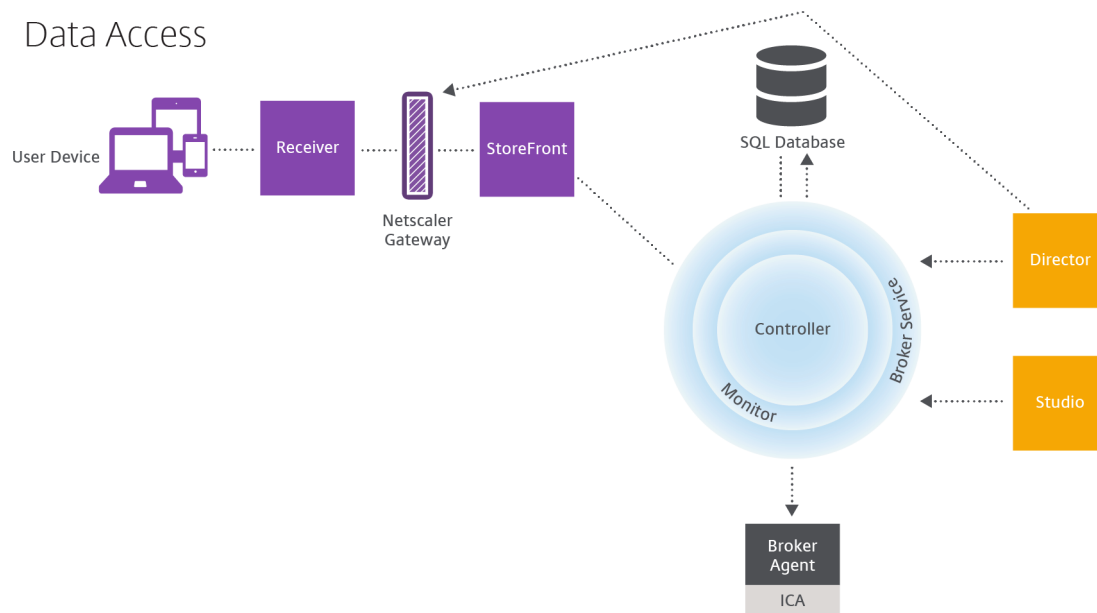 Data Access
SQL Database
User Device
Receiver
StoreFront
Netscaler
Gateway
Director
Controller
Broker Service
Monitor
Studio
Broker
Agent
ICA